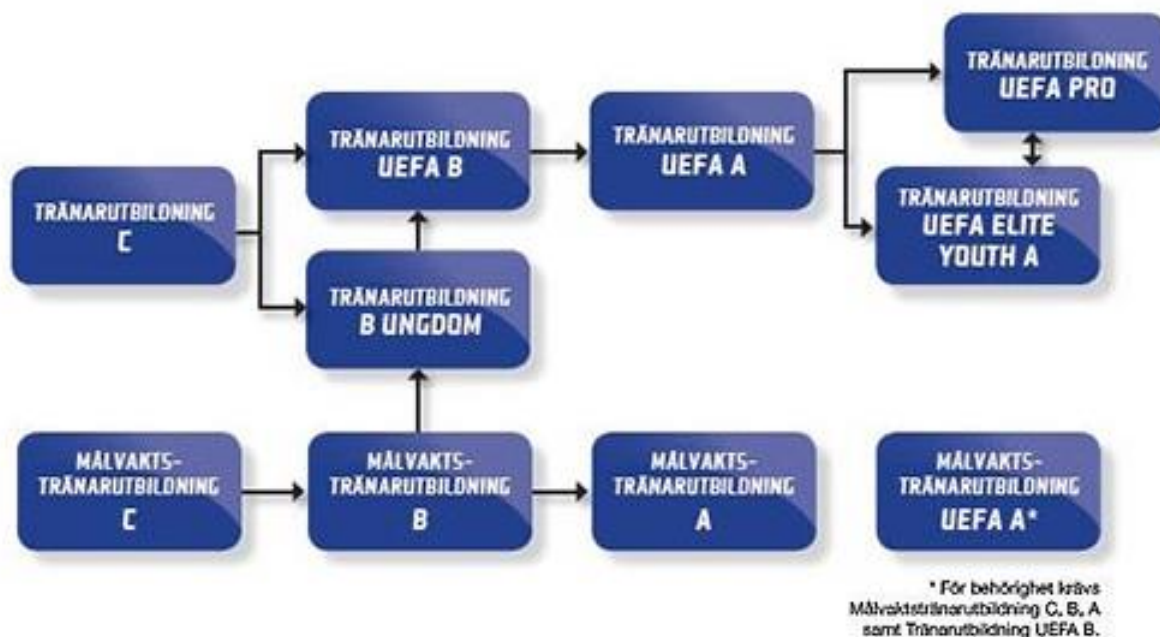 TRÄNARUTBILDNING
UEFA PRO
TRÄNARUTBILDNING
UEFA B
TRÄNARUTBILDNING
UEFA A
TRÄNARUTBILDNING
C
TRÄNARUTBILDNING
UEFA ELITE
YOUTH A
TRÄNARUTBILDNING
B UNGDOM
MÅLVAKTS-
TRÄNARUTBILDNING
C
MÅLVAKTS-
TRÄNARUTBILDNING
B
MÅLVAKTS-
TRÄNARUTBILDNING
A
MÅLVAKTS-
TRÄNARUTBILDNING
UEFA A*
* För behörighet krävs
Målvaktstränarutbildning C, B, A
samt Tränarutbildning UEFA B.